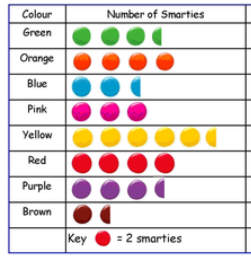 Colour Number of Smarties
Green
Orange
Blue
Pink
Yellow
Red
Purple
Brown
Key = 2 smarties